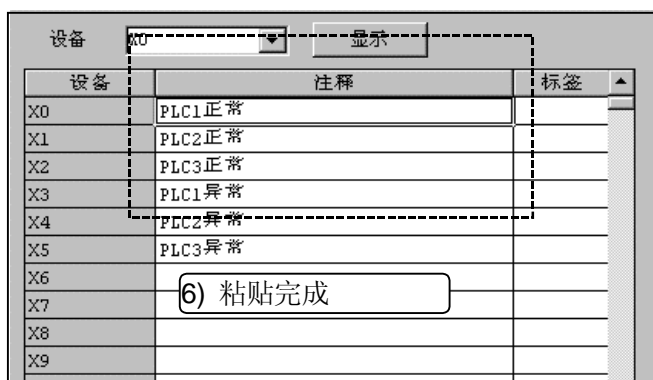 设备 X0 显示
设备 注释 标签
X0 PLC1正常
X1 PLC2正常
X2 PLC3正常
X3 PLC1异常
X4 PLC2异常
X5 PLC3异常
X6
6) 粘贴完成
X7
X8
X9